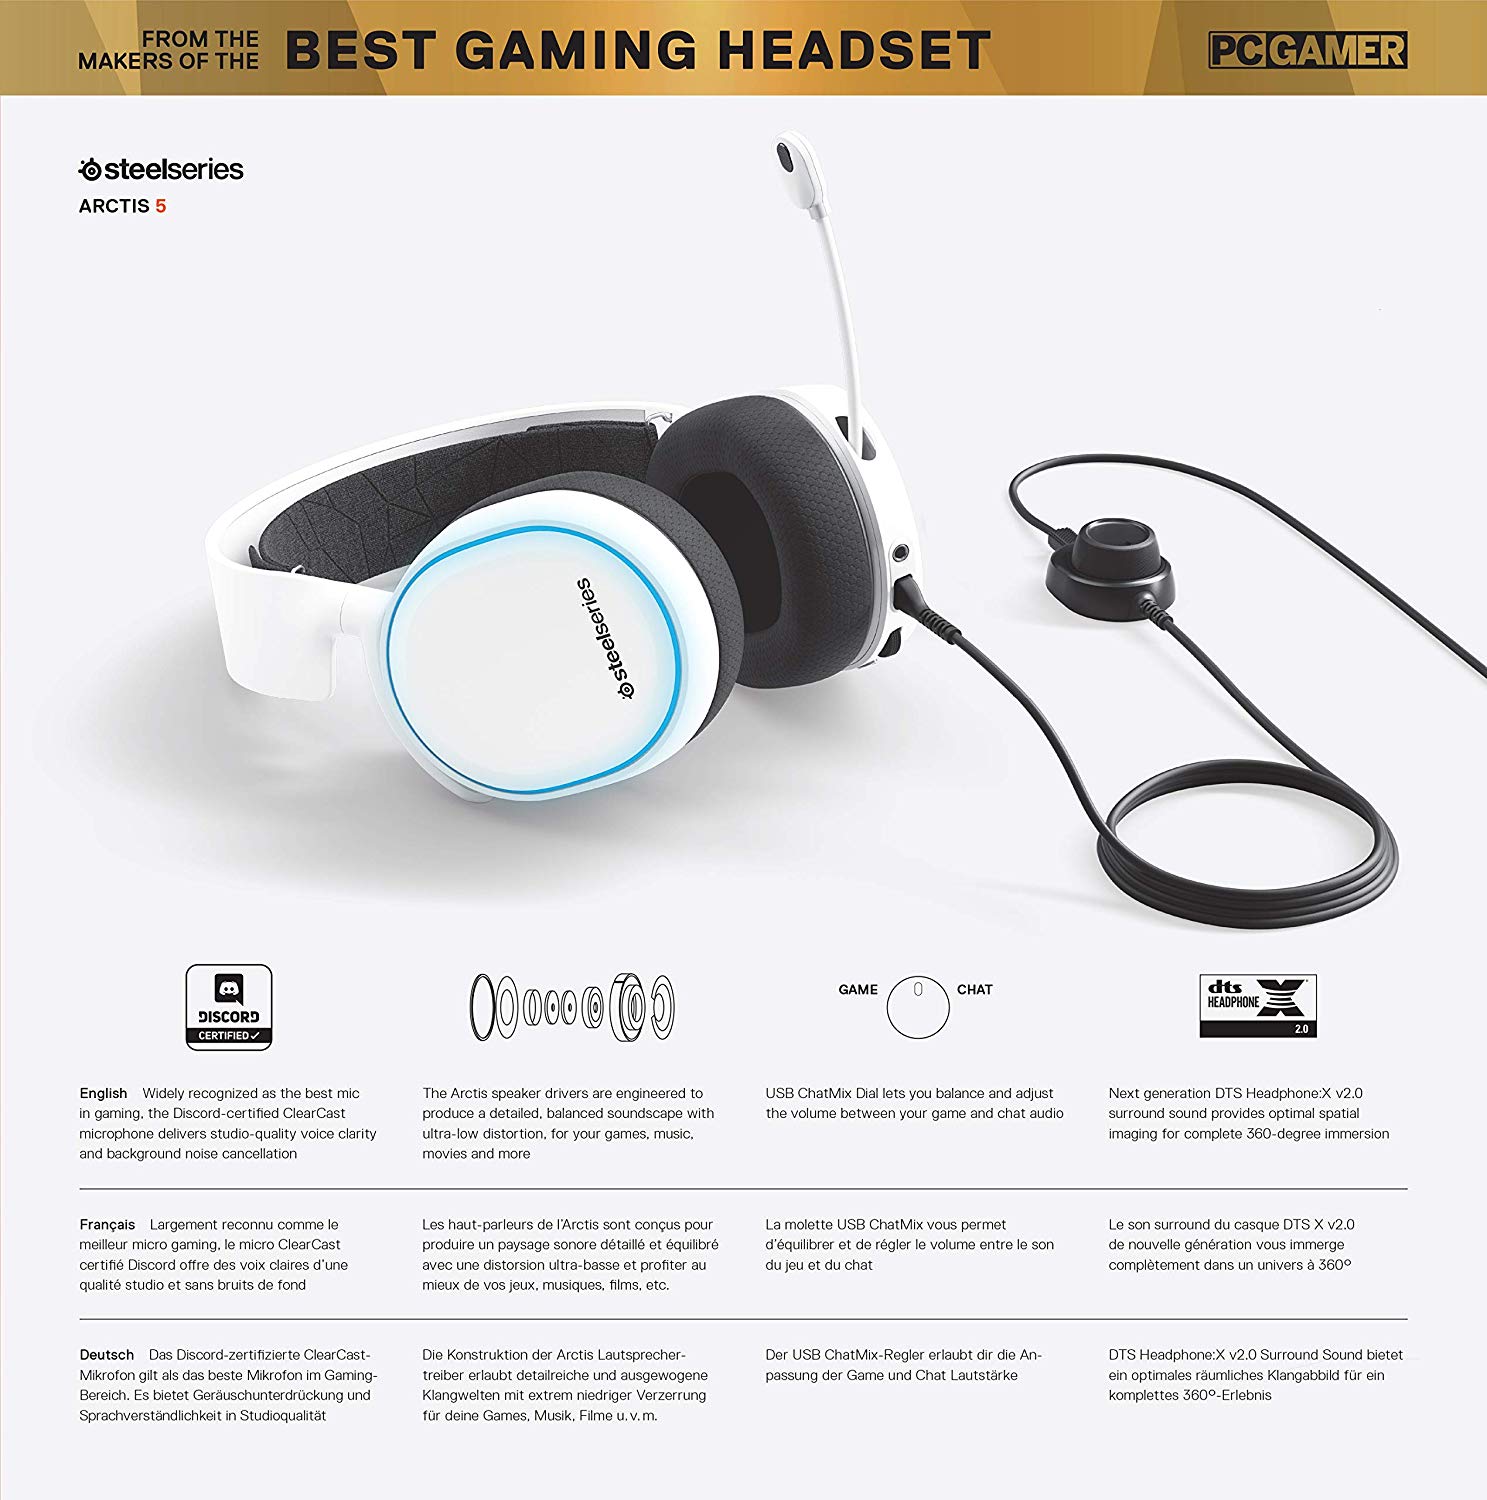 FROM THE
MAKERS OF THE
BEST GAMING HEADSET
PCGAMER
steelseries
ARCTIS 5
steelseries
DISCORD
CERTIFIED✓
GAME
CHAT
dts
HEADPHONE X
2.0
English Widely recognized as the best mic
in gaming, the Discord-certified ClearCast
microphone delivers studio-quality voice clarity
and background noise cancellation
The Arctis speaker drivers are engineered to
produce a detailed, balanced soundscape with
ultra-low distortion, for your games, music,
movies and more
USB ChatMix Dial lets you balance and adjust
the volume between your game and chat audio
Next generation DTS Headphone:X v2.0
surround sound provides optimal spatial
imaging for complete 360-degree immersion
Français Largement reconnu comme le
meilleur micro gaming, le micro ClearCast
certifié Discord offre des voix claires d'une
qualité studio et sans bruits de fond
Les haut-parleurs de l'Arctis sont conçus pour
produire un paysage sonore détaillé et équilibré
avec une distorsion ultra-basse et profiter au
mieux de vos jeux, musiques, films, etc.
La molette USB ChatMix vous permet
d'équilibrer et de régler le volume entre le son
du jeu et du chat
Le son surround du casque DTS X v2.0
de nouvelle génération vous immerge
complètement dans un univers à 360º
Deutsch Das Discord-zertifizierte ClearCast-
Mikrofon gilt als das beste Mikrofon im Gaming-
Bereich. Es bietet Geräuschunterdrückung und
Sprachverständlichkeit in Studioqualität
Die Konstruktion der Arctis Lautsprecher-
treiber erlaubt detailreiche und ausgewogene
Klangwelten mit extrem niedriger Verzerrung
für deine Games, Musik, Filme u.v.m.
Der USB ChatMix-Regler erlaubt dir die An-
passung der Game und Chat Lautstärke
DTS Headphone:X v2.0 Surround Sound bietet
ein optimales räumliches Klangabbild für ein
komplettes 360º-Erlebnis